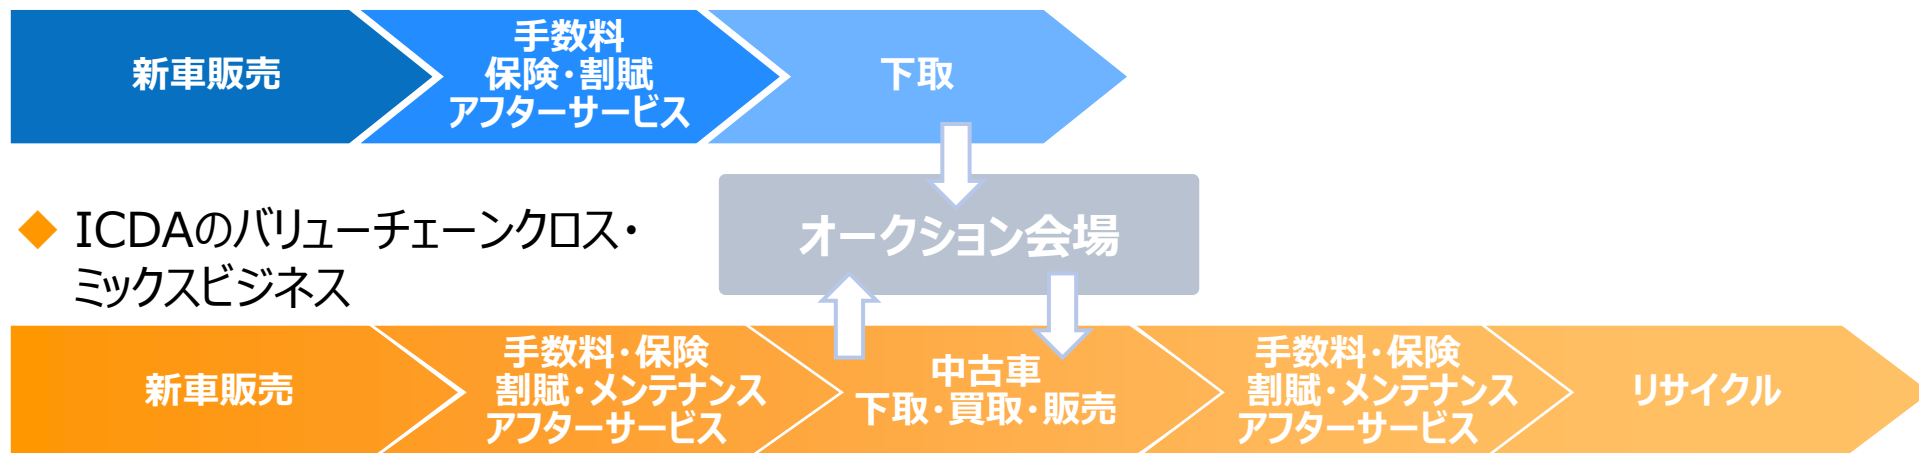 新車販売
手数料
保険・割賦
アフターサービス
下取
◆ ICDAのバリューチェーンクロス・
ミックスビジネス
オークション会場
新車販売
手数料・保険
割賦・メンテナンス
アフターサービス
中古車
下取・買取・販売
手数料・保険
割賦・メンテナンス
アフターサービス
リサイクル